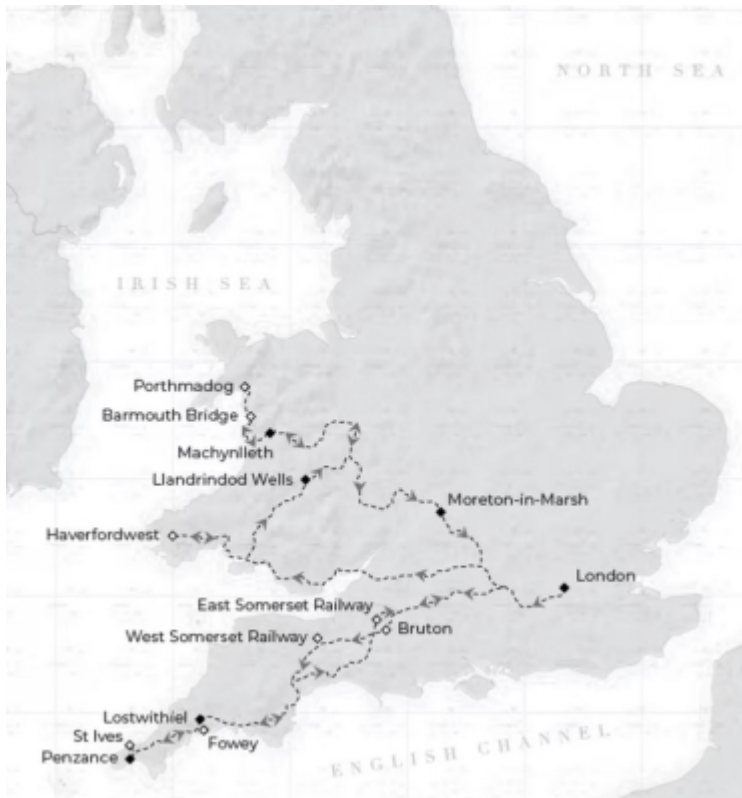 NORTH SEA
IRISH SEA
Porthmadog
Barmouth Bridge
Machynlleth
Llandrindod Wells
Moreton-in-Marsh
Haverfordwest
London
East Somerset Railway
Bruton
West Somerset Railway
Lostwithiel
Fowey
St Ives
Penzance
ENGLISH CHANNEL